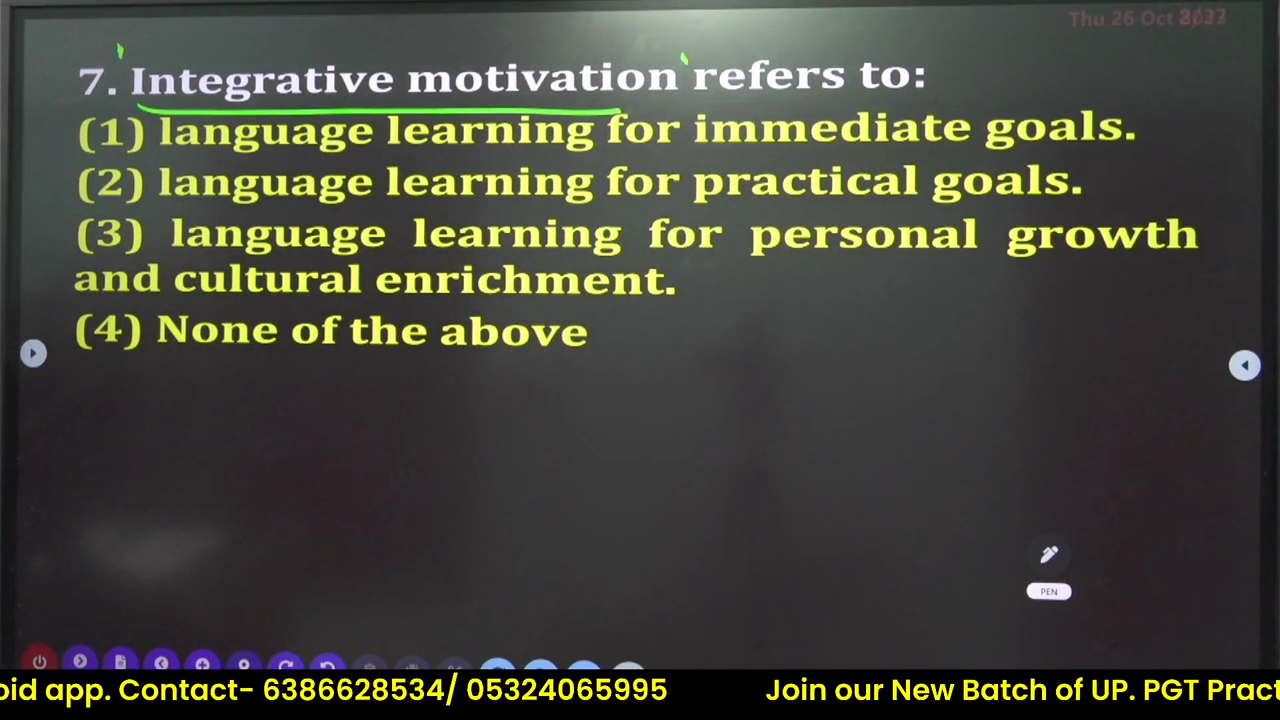 Thu 26 Oct
7. Integrative motivation refers to:
(1) language learning for immediate goals.
(2) language learning for practical goals.
(3) language learning for personal growth
and cultural enrichment.
(4) None of the above
PEN
oid app. Contact- 6386628534/ 05324065995 Join our New Batch of UP. PGT Pract